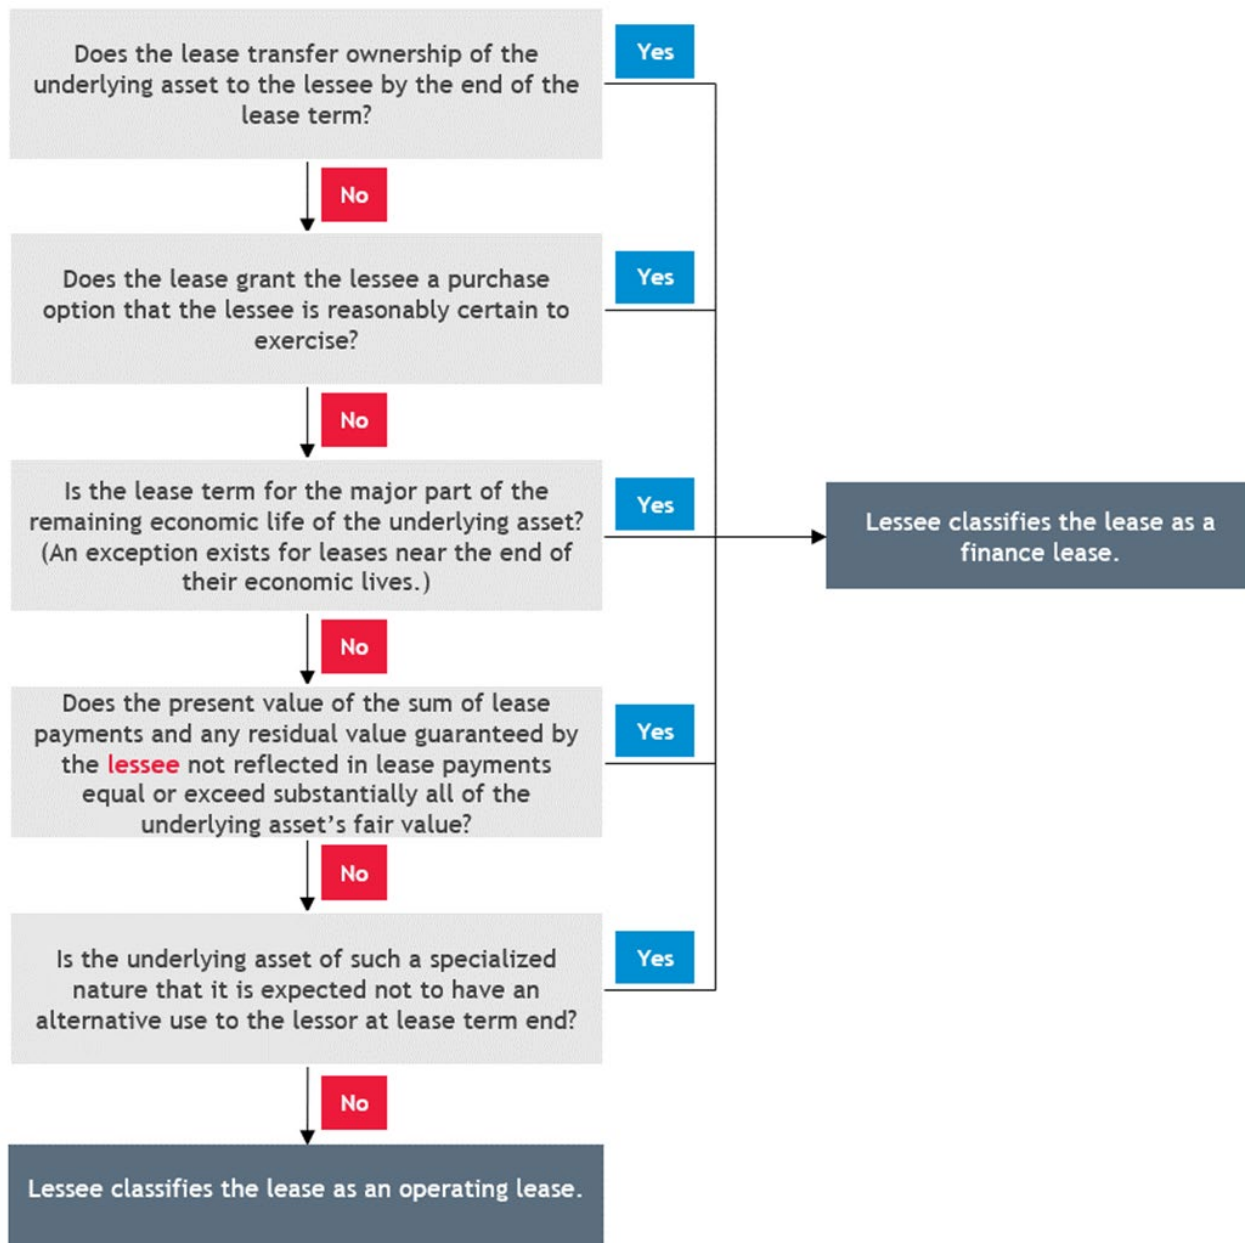 Does the lease transfer ownership of the
underlying asset to the lessee by the end of the
lease term?
Yes
No
Does the lease grant the lessee a purchase
option that the lessee is reasonably certain to
exercise?
Yes
No
Is the lease term for the major part of the
remaining economic life of the underlying asset?
(An exception exists for leases near the end of
their economic lives.)
Yes
Lessee classifies the lease as a
finance lease.
No
Does the present value of the sum of lease
payments and any residual value guaranteed by
the lessee not reflected in lease payments
equal or exceed substantially all of the
underlying asset's fair value?
Yes
No
Is the underlying asset of such a specialized
nature that it is expected not to have an
alternative use to the lessor at lease term end?
Yes
No
Lessee classifies the lease as an operating lease.